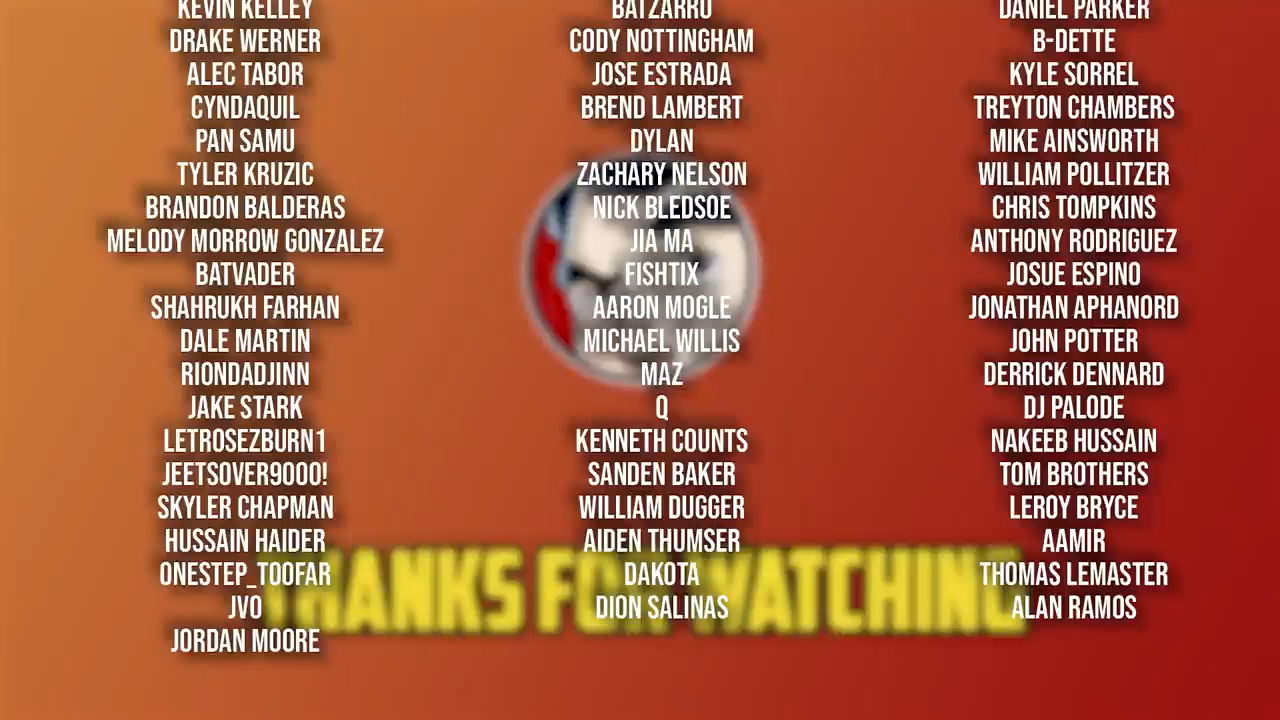 KEVIN KELLEY
DRAKE WERNER
ALEC TABOR
CYNDAQUIL
PAN SAMU
TYLER KRUZIC
BRANDON BALDERAS
MELODY MORROW GONZALEZ
BATVADER
SHAHRUKH FARHAN
DALE MARTIN
RIONDADJINN
JAKE STARK
LETROSEZBURN1
JEETSOVER9000!
SKYLER CHAPMAN
HUSSAIN HAIDER
ONESTEP_TOOFAR
JVO
JORDAN MOORE
BATZARRO
CODY NOTTINGHAM
JOSE ESTRADA
BREND LAMBERT
DYLAN
ZACHARY NELSON
NICK BLEDSOE
JIA MA
FISHTIX
AARON MOGLE
MICHAEL WILLIS
MAZ
Q
KENNETH COUNTS
SANDEN BAKER
WILLIAM DUGGER
AIDEN THUMSER
DAKOTA
DION SALINAS
DANIEL PARKER
B-DETTE
KYLE SORREL
TREYTON CHAMBERS
MIKE AINSWORTH
WILLIAM POLLITZER
CHRIS TOMPKINS
ANTHONY RODRIGUEZ
JOSUE ESPINO
JONATHAN APHANORD
JOHN POTTER
DERRICK DENNARD
DJ PALODE
NAKEEB HUSSAIN
TOM BROTHERS
LEROY BRYCE
AAMIR
THOMAS LEMASTER
ALAN RAMOS
THANKS FOR WATCHING